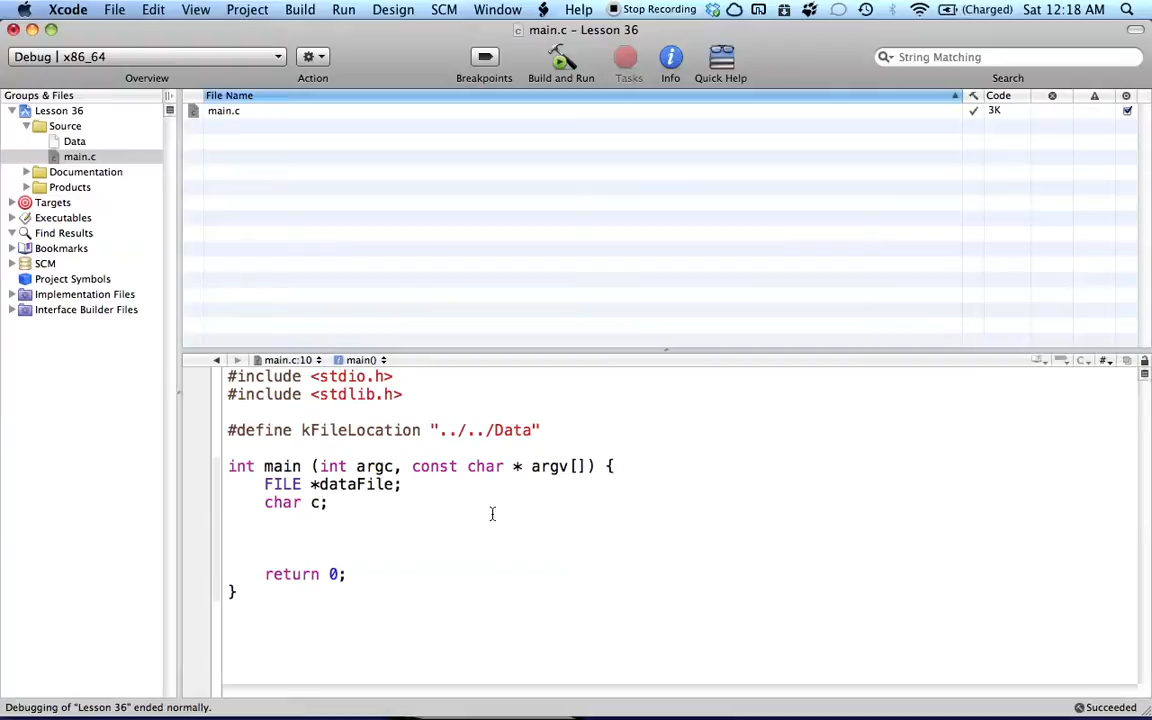 Xcode File Edit View Project Build Run Design SCM Window Help Stop Recording (Charged) Sat 12:18 AM
main.c – Lesson 36
Debug | x86_64
String Matching
Overview Action Breakpoints Build and Run Tasks Info Quick Help Search
Groups & Files
File Name Code
Lesson 36
main.c 3K
Source
Data
main.c
Documentation
Products
Targets
Executables
Find Results
Bookmarks
SCM
Project Symbols
Implementation Files
Interface Builder Files
main.c:10 main()
#include <stdio.h>
#include <stdlib.h>
#define kFileLocation "../../Data"
int main (int argc, const char * argv[]) {
FILE *dataFile;
char c;
return 0;
}
Debugging of "Lesson 36" ended normally.
Succeeded